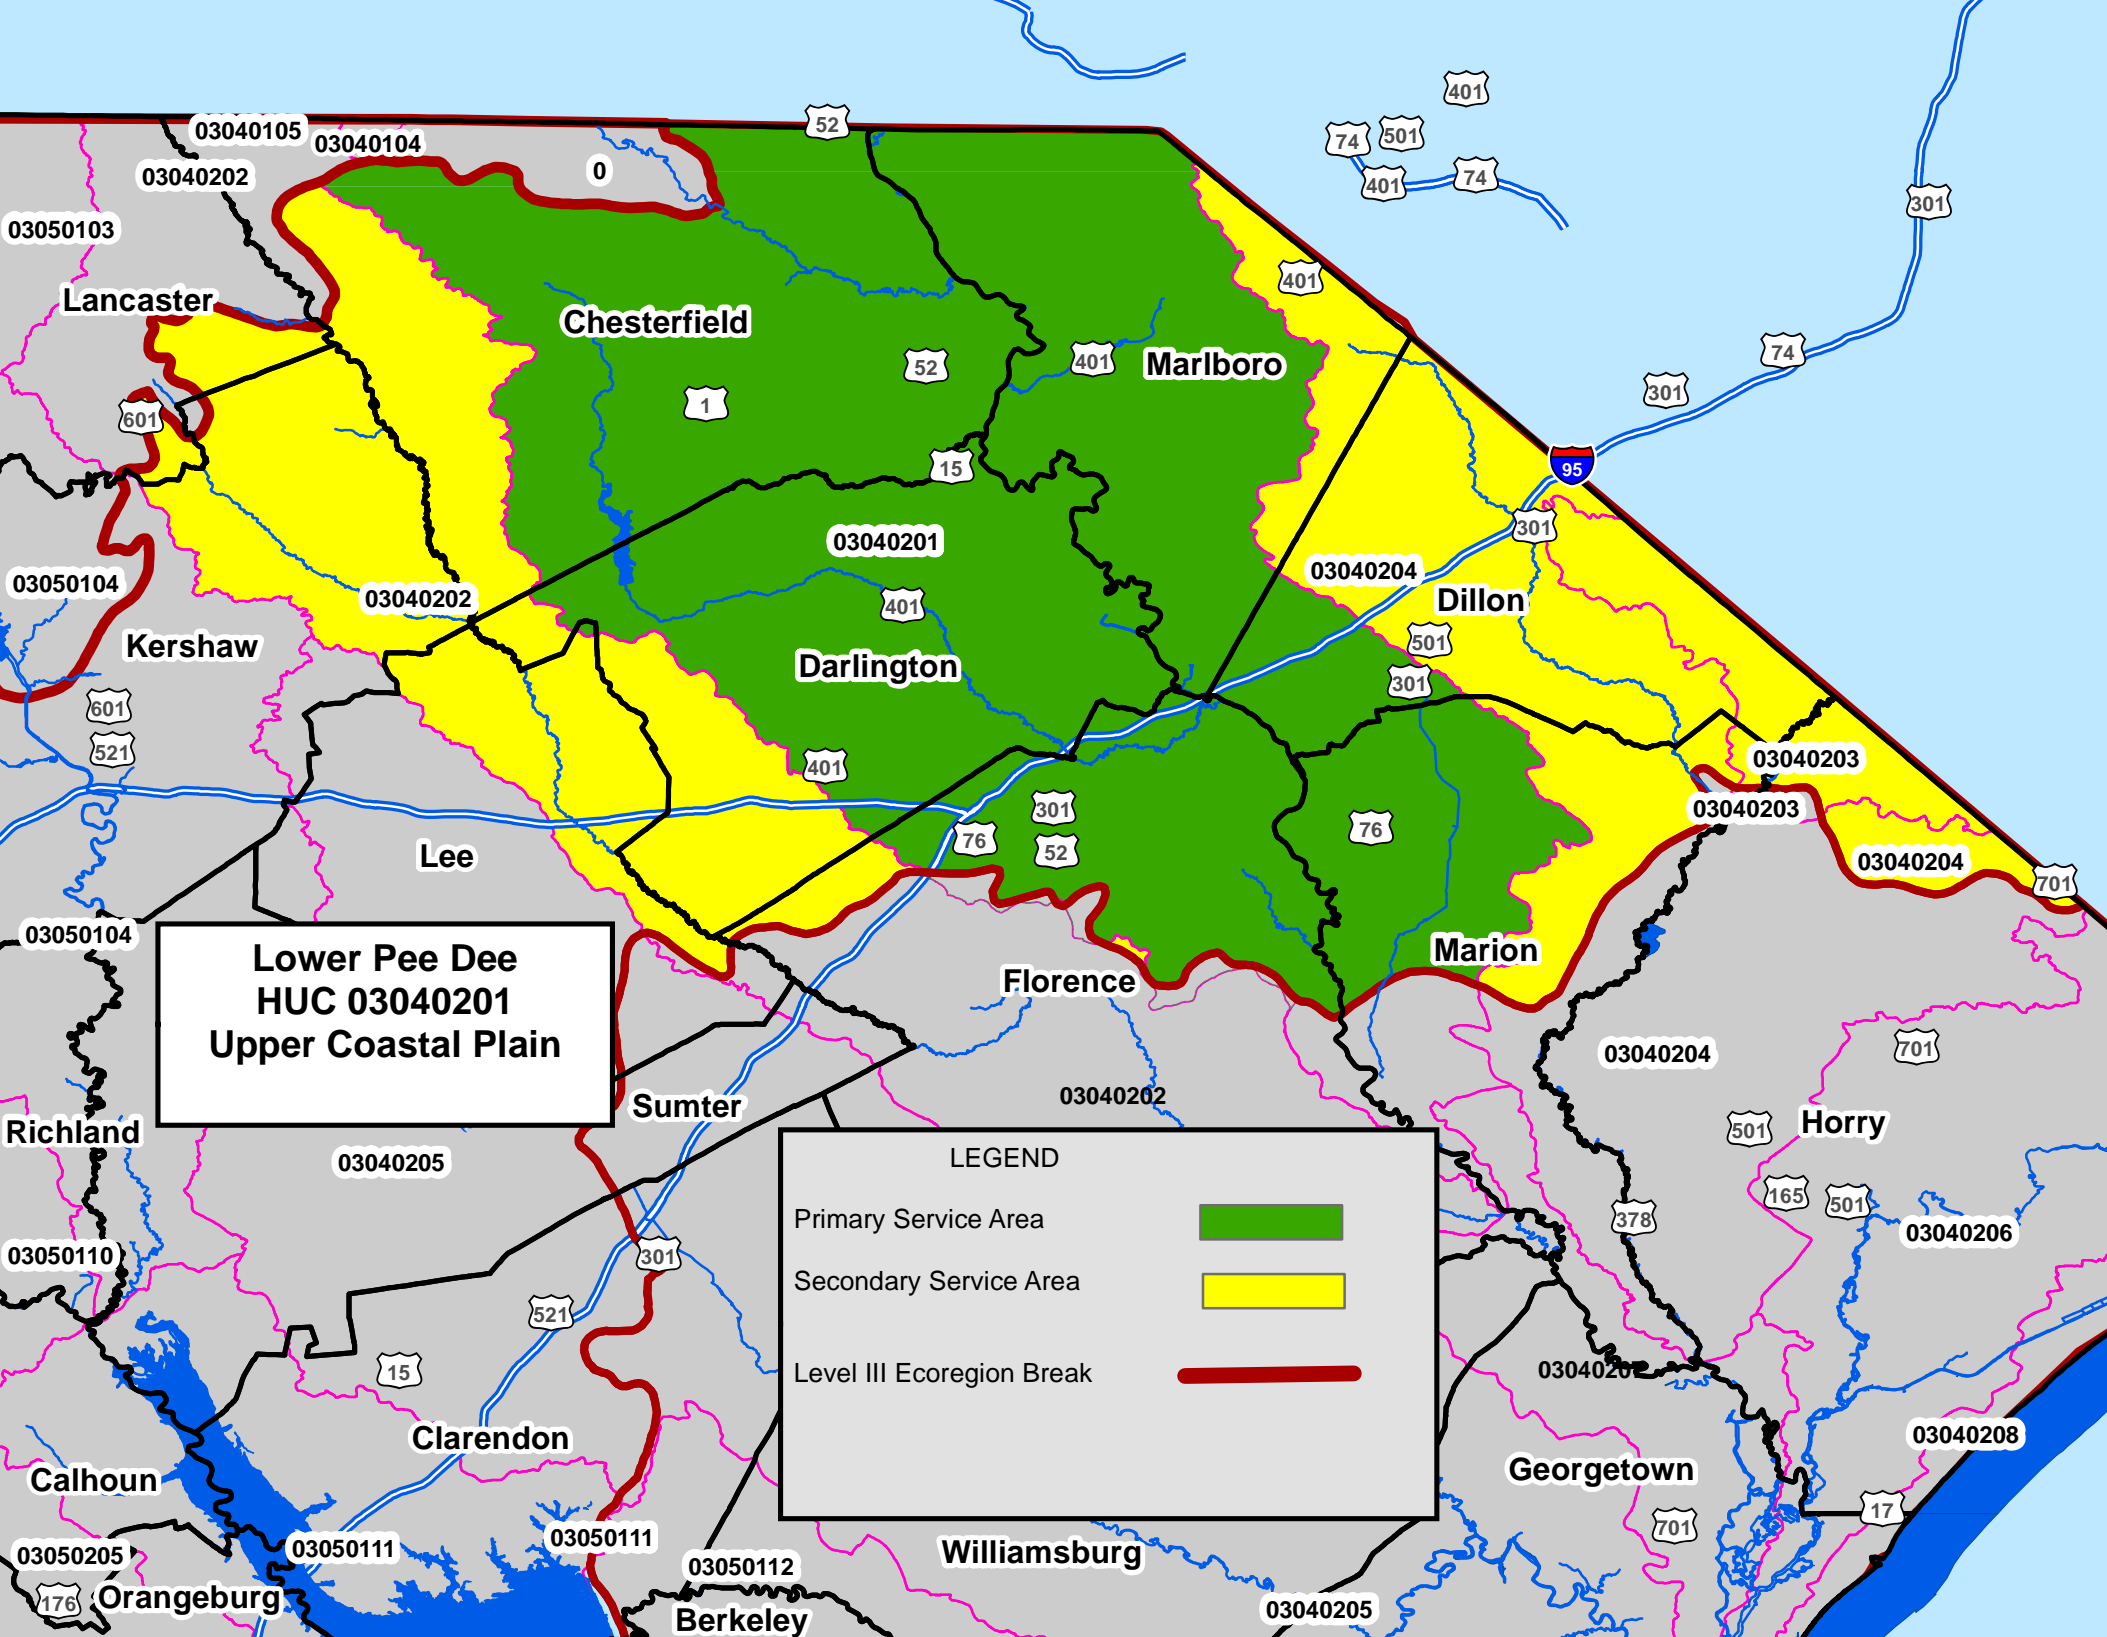 52
401
74
501
401
74
301
03040105
03040104
0
03040202
03050103
Lancaster
Chesterfield
Marlboro
401
401
52
1
601
15
74
301
95
301
03040201
03040204
Dillon
501
301
03050104
03040202
Kershaw
401
Darlington
601
521
401
301
76
52
76
03040203
03040203
03040204
701
Lee
03050104
Lower Pee Dee
HUC 03040201
Upper Coastal Plain
Florence
Marion
03040204
701
03040202
Sumter
Richland
03040205
501
Horry
165
501
378
03040206
03050110
301
521
15
LEGEND
Primary Service Area
Secondary Service Area
Level III Ecoregion Break
Clarendon
Calhoun
Georgetown
03040208
701
17
03050205
176
Orangeburg
03050111
03050111
03050112
Berkeley
Williamsburg
03040205